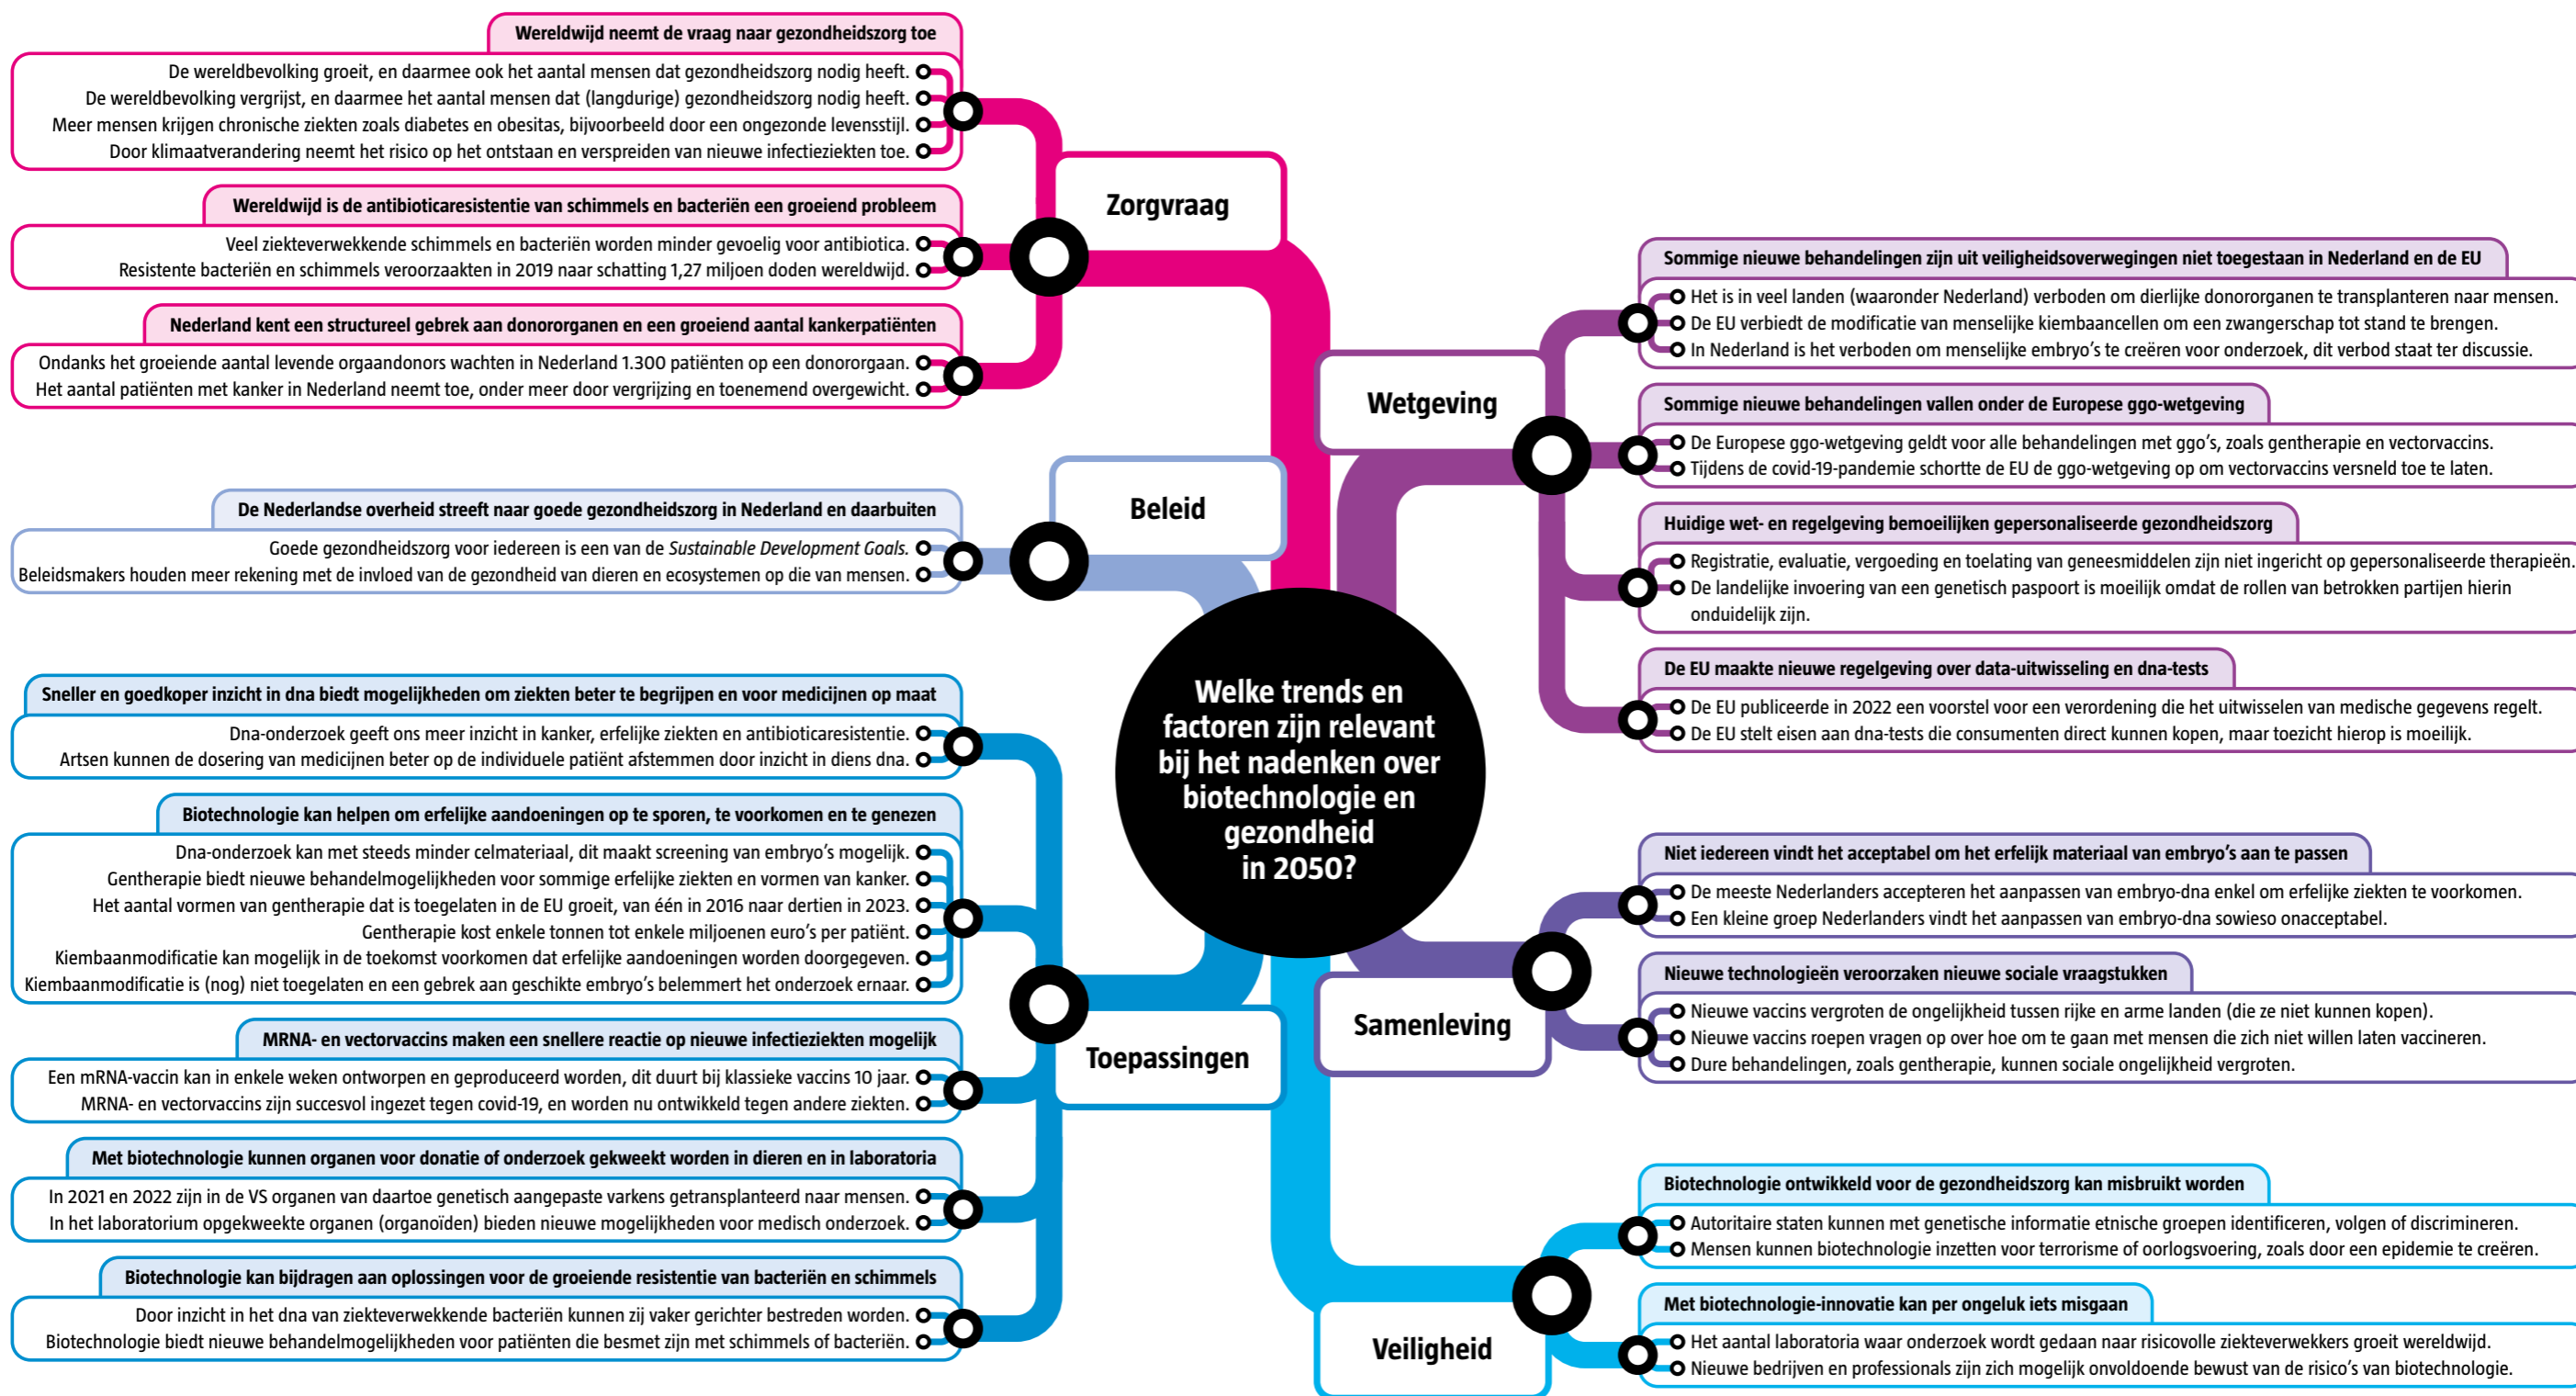 Welke trends en
factoren zijn relevant
bij het nadenken over
biotechnologie en
gezondheid
in 2050?
Zorgvraag
Wereldwijd neemt de vraag naar gezondheidszorg toe
De wereldbevolking groeit, en daarmee ook het aantal mensen dat gezondheidszorg nodig heeft.
De wereldbevolking vergrijst, en daarmee het aantal mensen dat (langdurige) gezondheidszorg nodig heeft.
Meer mensen krijgen chronische ziekten zoals diabetes en obesitas, bijvoorbeeld door een ongezonde levensstijl.
Door klimaatverandering neemt het risico op het ontstaan en verspreiden van nieuwe infectieziekten toe.
Wereldwijd is de antibioticaresistentie van schimmels en bacteriën een groeiend probleem
Veel ziekteverwekkende schimmels en bacteriën worden minder gevoelig voor antibiotica.
Resistente bacteriën en schimmels veroorzaakten in 2019 naar schatting 1,27 miljoen doden wereldwijd.
Nederland kent een structureel gebrek aan donororganen en een groeiend aantal kankerpatiënten
Ondanks het groeiende aantal levende orgaandonors wachten in Nederland 1.300 patiënten op een donororgaan.
Het aantal patiënten met kanker in Nederland neemt toe, onder meer door vergrijzing en toenemend overgewicht.
Beleid
De Nederlandse overheid streeft naar goede gezondheidszorg in Nederland en daarbuiten
Goede gezondheidszorg voor iedereen is een van de Sustainable Development Goals.
Beleidsmakers houden meer rekening met de invloed van de gezondheid van dieren en ecosystemen op die van mensen.
Toepassingen
Sneller en goedkoper inzicht in dna biedt mogelijkheden om ziekten beter te begrijpen en voor medicijnen op maat
Dna-onderzoek geeft ons meer inzicht in kanker, erfelijke ziekten en antibioticaresistentie.
Artsen kunnen de dosering van medicijnen beter op de individuele patiënt afstemmen door inzicht in diens dna.
Biotechnologie kan helpen om erfelijke aandoeningen op te sporen, te voorkomen en te genezen
Dna-onderzoek kan met steeds minder celmateriaal, dit maakt screening van embryo's mogelijk.
Gentherapie biedt nieuwe behandelmogelijkheden voor sommige erfelijke ziekten en vormen van kanker.
Het aantal vormen van gentherapie dat is toegelaten in de EU groeit, van één in 2016 naar dertien in 2023.
Gentherapie kost enkele tonnen tot enkele miljoenen euro's per patiënt.
Kiembaanmodificatie kan mogelijk in de toekomst voorkomen dat erfelijke aandoeningen worden doorgegeven.
Kiembaanmodificatie is (nog) niet toegelaten en een gebrek aan geschikte embryo's belemmert het onderzoek ernaar.
MRNA- en vectorvaccins maken een snellere reactie op nieuwe infectieziekten mogelijk
Een mRNA-vaccin kan in enkele weken ontworpen en geproduceerd worden, dit duurt bij klassieke vaccins 10 jaar.
MRNA- en vectorvaccins zijn succesvol ingezet tegen covid-19, en worden nu ontwikkeld tegen andere ziekten.
Met biotechnologie kunnen organen voor donatie of onderzoek gekweekt worden in dieren en in laboratoria
In 2021 en 2022 zijn in de VS organen van daartoe genetisch aangepaste varkens getransplanteerd naar mensen.
In het laboratorium opgekweekte organen (organoïden) bieden nieuwe mogelijkheden voor medisch onderzoek.
Biotechnologie kan bijdragen aan oplossingen voor de groeiende resistentie van bacteriën en schimmels
Door inzicht in het dna van ziekteverwekkende bacteriën kunnen zij vaker gerichter bestreden worden.
Biotechnologie biedt nieuwe behandelmogelijkheden voor patiënten die besmet zijn met schimmels of bacteriën.
Wetgeving
Sommige nieuwe behandelingen zijn uit veiligheidsoverwegingen niet toegestaan in Nederland en de EU
Het is in veel landen (waaronder Nederland) verboden om dierlijke donororganen te transplanteren naar mensen.
De EU verbiedt de modificatie van menselijke kiembaancellen om een zwangerschap tot stand te brengen.
In Nederland is het verboden om menselijke embryo's te creëren voor onderzoek, dit verbod staat ter discussie.
Sommige nieuwe behandelingen vallen onder de Europese ggo-wetgeving
De Europese ggo-wetgeving geldt voor alle behandelingen met ggo's, zoals gentherapie en vectorvaccins.
Tijdens de covid-19-pandemie schortte de EU de ggo-wetgeving op om vectorvaccins versneld toe te laten.
Huidige wet- en regelgeving bemoeilijken gepersonaliseerde gezondheidszorg
Registratie, evaluatie, vergoeding en toelating van geneesmiddelen zijn niet ingericht op gepersonaliseerde therapieën.
De landelijke invoering van een genetisch paspoort is moeilijk omdat de rollen van betrokken partijen hierin
onduidelijk zijn.
De EU maakte nieuwe regelgeving over data-uitwisseling en dna-tests
De EU publiceerde in 2022 een voorstel voor een verordening die het uitwisselen van medische gegevens regelt.
De EU stelt eisen aan dna-tests die consumenten direct kunnen kopen, maar toezicht hierop is moeilijk.
Samenleving
Niet iedereen vindt het acceptabel om het erfelijk materiaal van embryo's aan te passen
De meeste Nederlanders accepteren het aanpassen van embryo-dna enkel om erfelijke ziekten te voorkomen.
Een kleine groep Nederlanders vindt het aanpassen van embryo-dna sowieso onacceptabel.
Nieuwe technologieën veroorzaken nieuwe sociale vraagstukken
Nieuwe vaccins vergroten de ongelijkheid tussen rijke en arme landen (die ze niet kunnen kopen).
Nieuwe vaccins roepen vragen op over hoe om te gaan met mensen die zich niet willen laten vaccineren.
Dure behandelingen, zoals gentherapie, kunnen sociale ongelijkheid vergroten.
Veiligheid
Biotechnologie ontwikkeld voor de gezondheidszorg kan misbruikt worden
Autoritaire staten kunnen met genetische informatie etnische groepen identificeren, volgen of discrimineren.
Mensen kunnen biotechnologie inzetten voor terrorisme of oorlogsvoering, zoals door een epidemie te creëren.
Met biotechnologie-innovatie kan per ongeluk iets misgaan
Het aantal laboratoria waar onderzoek wordt gedaan naar risicovolle ziekteverwekkers groeit wereldwijd.
Nieuwe bedrijven en professionals zijn zich mogelijk onvoldoende bewust van de risico's van biotechnologie.